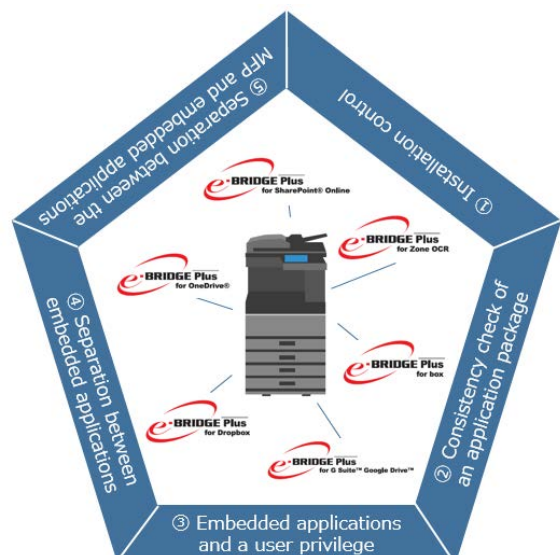 ① Installation control
② Consistency check of
an application package
③ Embedded applications
and a user privilege
④ Separation between
embedded applications
⑤ Separation between the
MFP and embedded applications
e-BRIDGE Plus
for SharePoint® Online
e-BRIDGE Plus
for Zone OCR
e-BRIDGE Plus
for OneDrive®
e-BRIDGE Plus
for box
e-BRIDGE Plus
for Dropbox
e-BRIDGE Plus
for G Suite™ Google Drive™